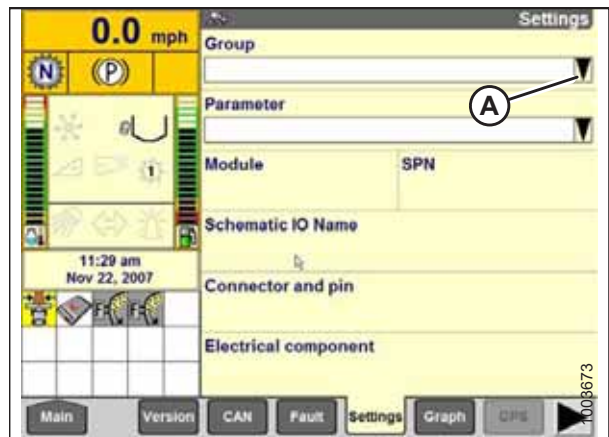 0.0 mph
Settings
Group
N
P
A
Parameter
Module
SPN
1
Schematic IO Name
11:29 am
Nov 22, 2007
Connector and pin
F
F
Electrical component
1003673
Main
Version
CAN
Fault
Settings
Graph
GPS